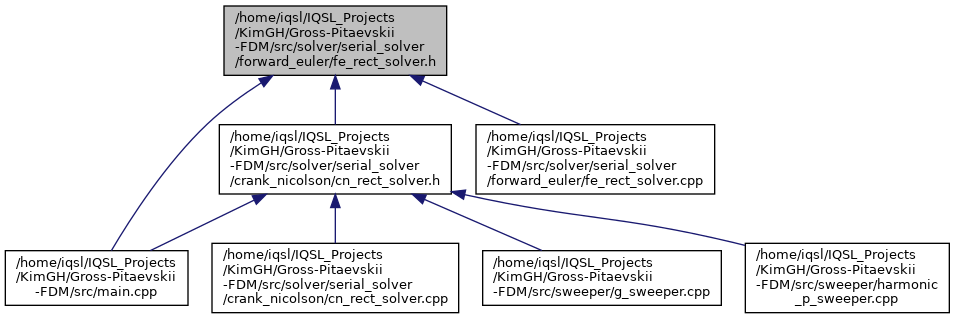 /home/iqsl/IQSL_Projects
/KimGH/Gross-Pitaevskii
-FDM/src/solver/serial_solver
/forward_euler/fe_rect_solver.h
/home/iqsl/IQSL_Projects
/KimGH/Gross-Pitaevskii
-FDM/src/solver/serial_solver
/crank_nicolson/cn_rect_solver.h
/home/iqsl/IQSL_Projects
/KimGH/Gross-Pitaevskii
-FDM/src/solver/serial_solver
/forward_euler/fe_rect_solver.cpp
/home/iqsl/IQSL_Projects
/KimGH/Gross-Pitaevskii
-FDM/src/main.cpp
/home/iqsl/IQSL_Projects
/KimGH/Gross-Pitaevskii
-FDM/src/solver/serial_solver
/crank_nicolson/cn_rect_solver.cpp
/home/iqsl/IQSL_Projects
/KimGH/Gross-Pitaevskii
-FDM/src/sweeper/g_sweeper.cpp
/home/iqsl/IQSL_Projects
/KimGH/Gross-Pitaevskii
-FDM/src/sweeper/harmonic
_p_sweeper.cpp